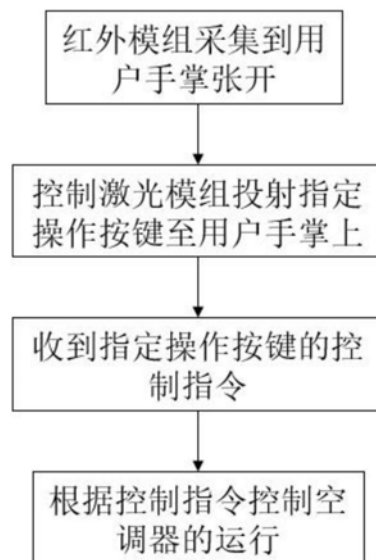 红外模组采集到用
户手掌张开
控制激光模组投射指定
操作按键至用户手掌上
收到指定操作按键的控
制指令
根据控制指令控制空
调器的运行